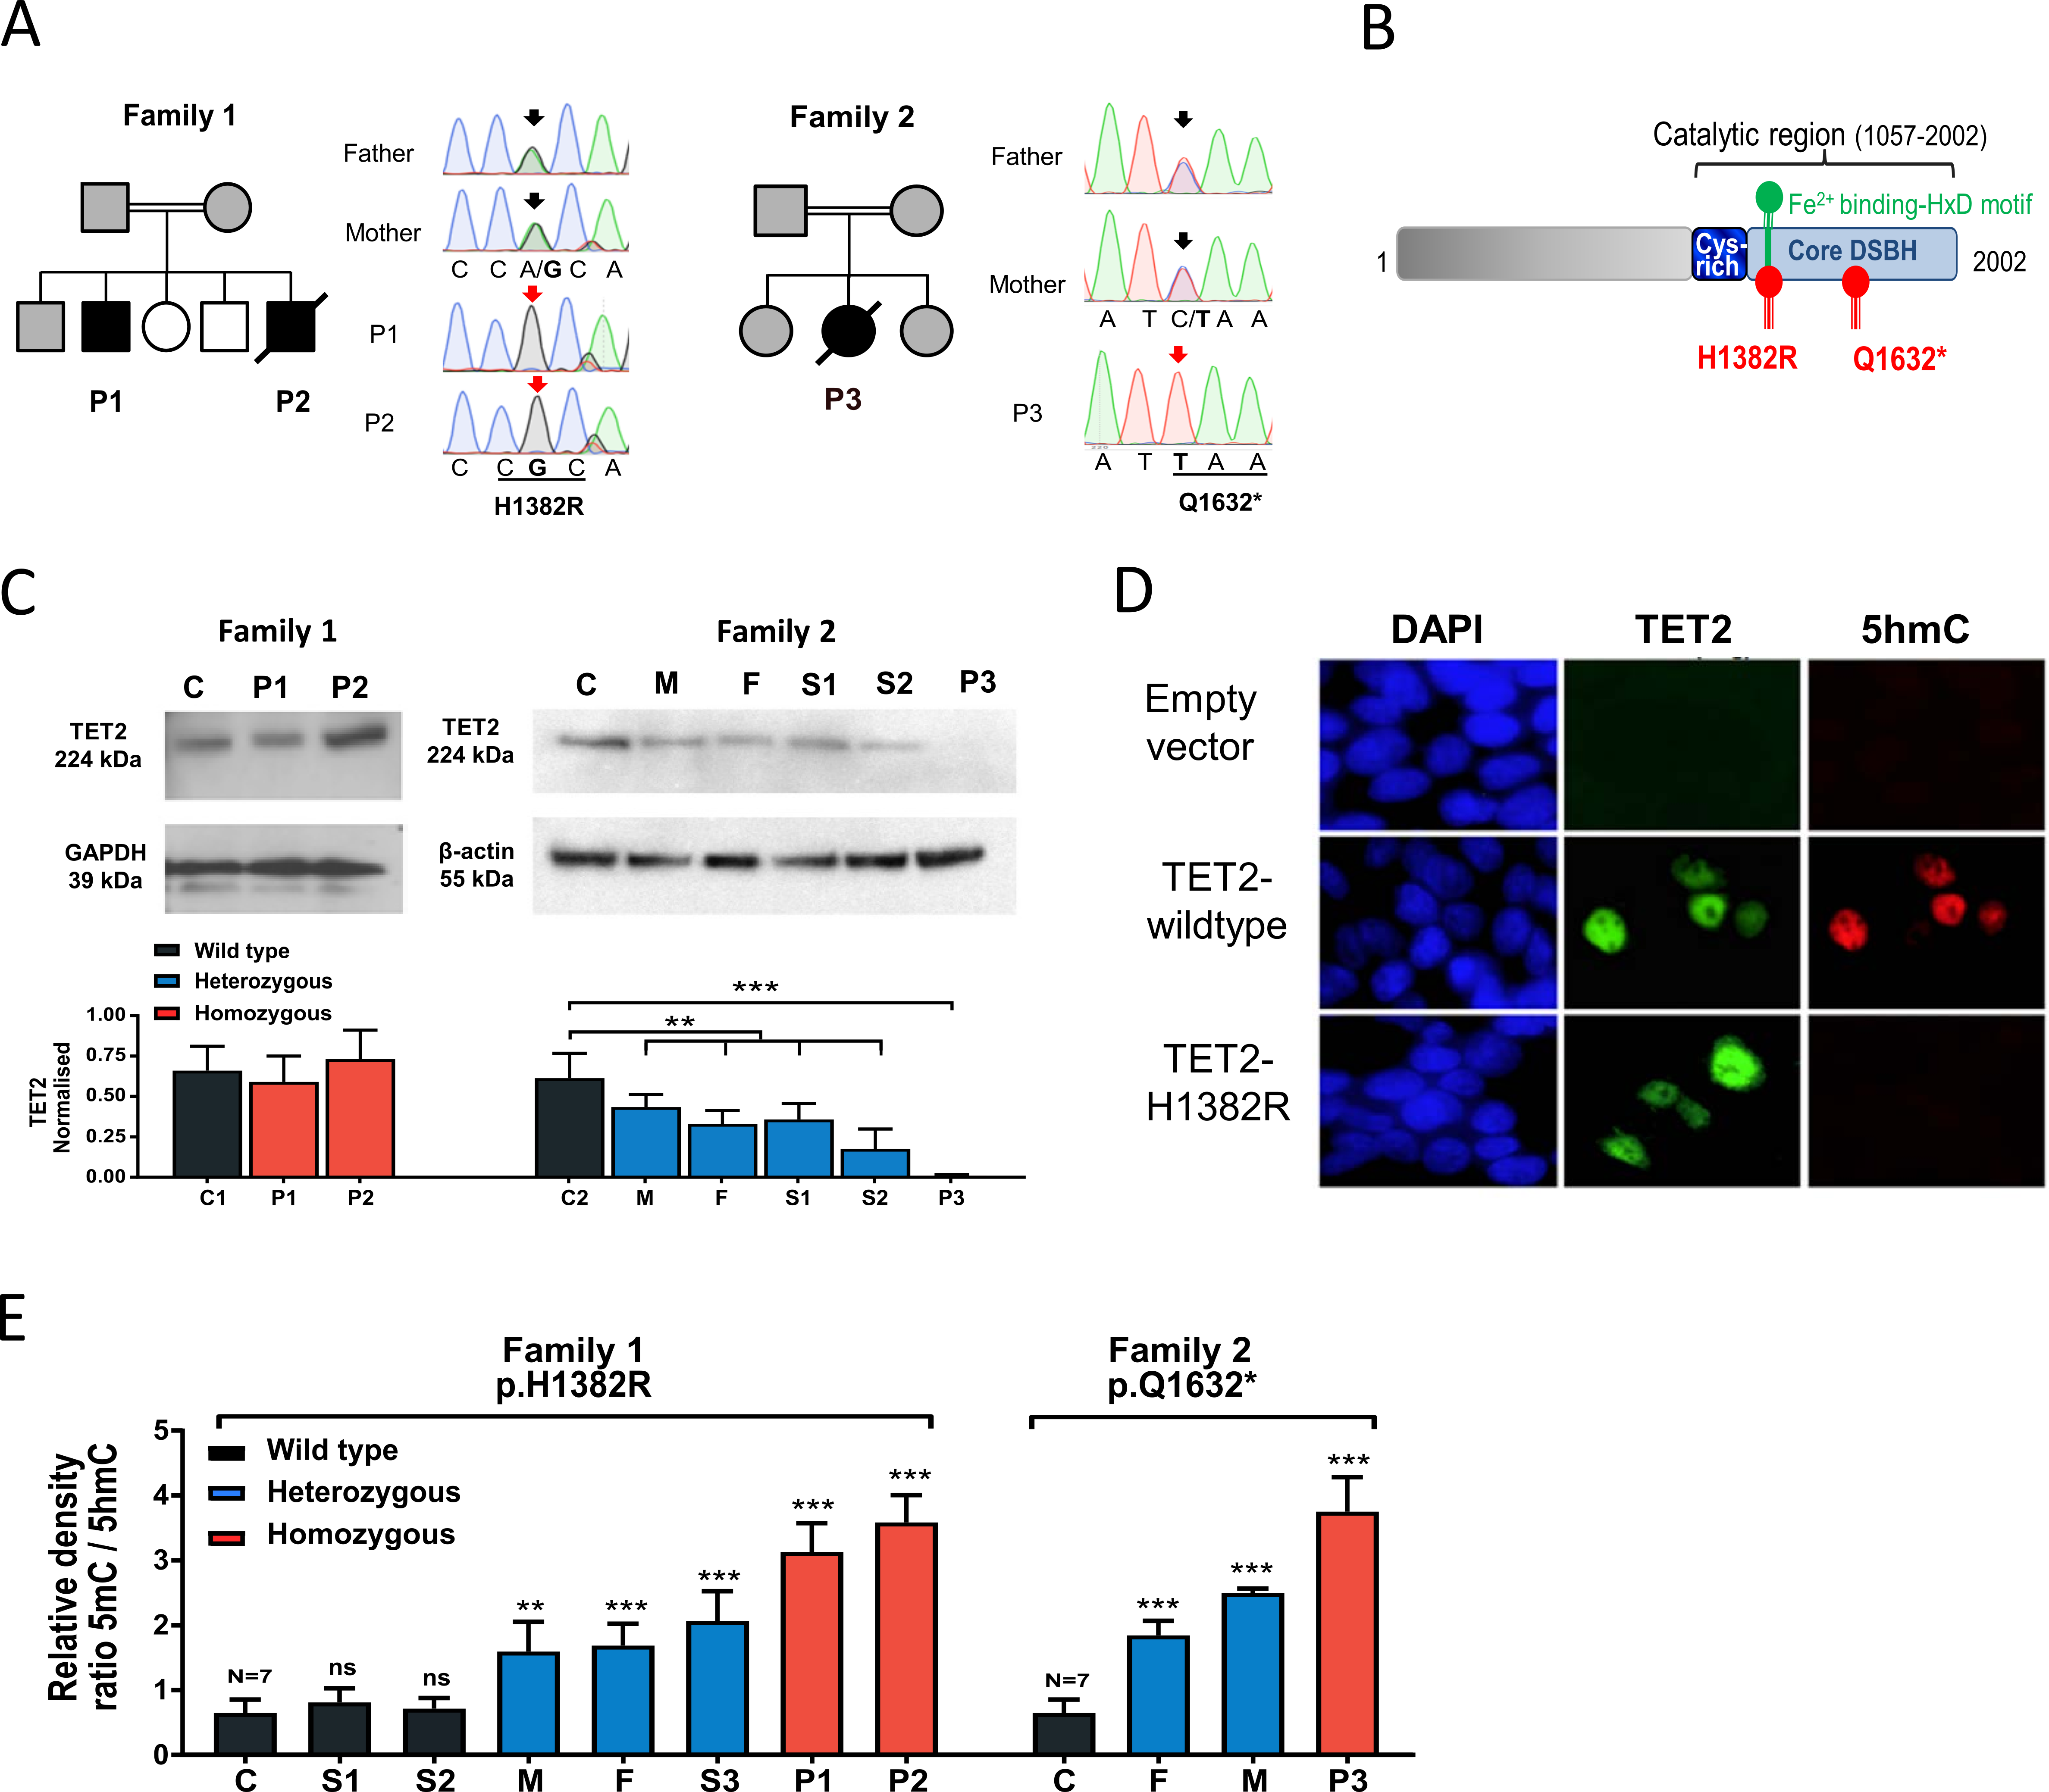 A
Family 1
Father
Mother
C C A/G C A
P1
P2
C C G C A
H1382R
P1 P2
Family 2
Father
Mother
A T C/T A A
P3
A T T A A
Q1632*
P3
B
Catalytic region (1057-2002)
Fe2+ binding-HxD motif
1
Cys-
rich
Core DSBH
2002
H1382R
Q1632*
C
Family 1
C P1 P2
TET2
224 kDa
GAPDH
39 kDa
Family 2
C M F S1 S2 P3
TET2
224 kDa
β-actin
55 kDa
Wild type
Heterozygous
Homozygous
TET2
Normalised
1.00
0.75
0.50
0.25
0.00
** 
***
C1 P1 P2 C2 M F S1 S2 P3
D
DAPI TET2 5hmC
Empty
vector
TET2-
wildtype
TET2-
H1382R
E
Family 1
p.H1382R
Family 2
p.Q1632*
Relative density
ratio 5mC / 5hmC
5
4
3
2
1
0
Wild type
Heterozygous
Homozygous
N=7 ns ns ** *** *** *** *** N=7 *** *** ***
C S1 S2 M F S3 P1 P2 C F M P3